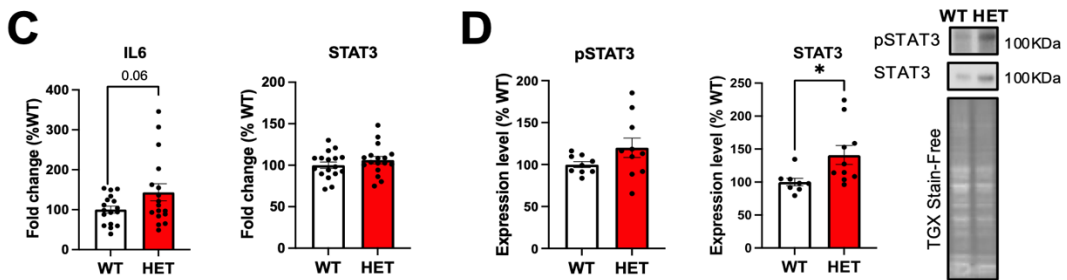 C
IL6
0.06
Fold change (%WT)
400
300
200
100
0
WT HET
STAT3
Fold change (% WT)
200
150
100
50
0
WT HET
D
pSTAT3
Expression level (% WT)
200
150
100
50
0
WT HET
STAT3
*
Expression level (% WT)
250
200
150
100
50
0
WT HET
WT HET
pSTAT3 100KDa
STAT3 100KDa
TGX Stain-Free